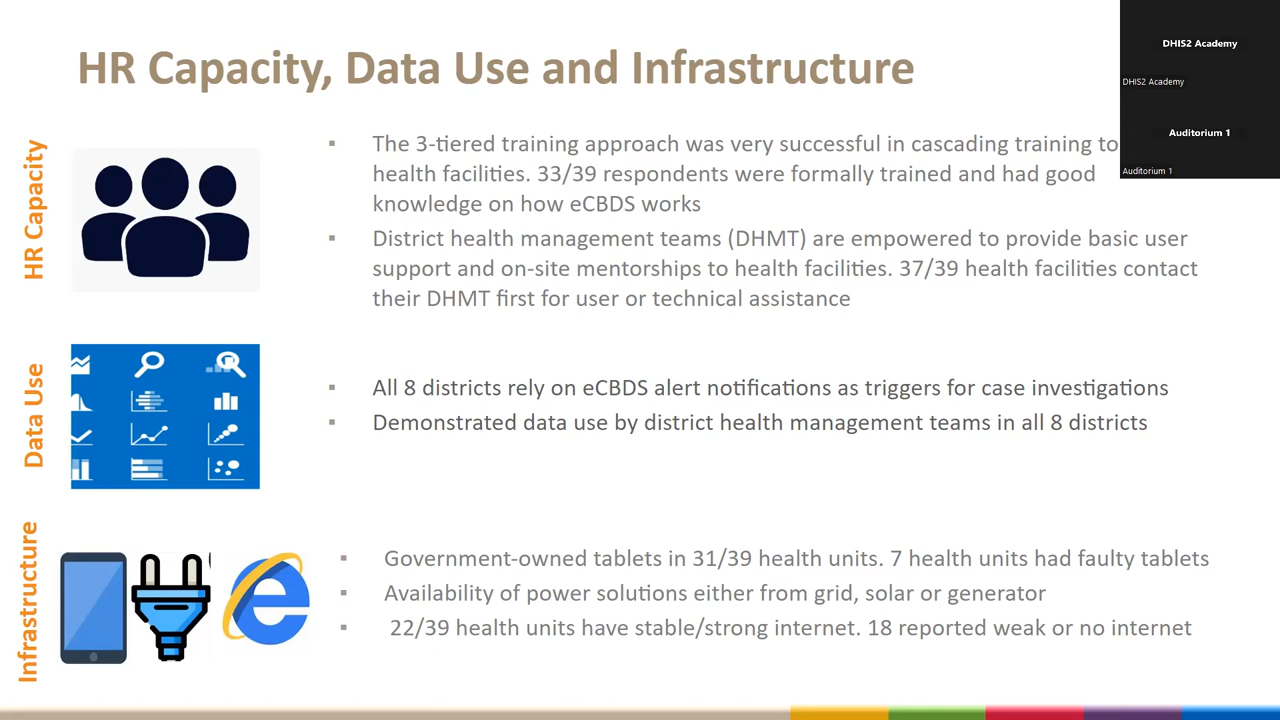 HR Capacity, Data Use and Infrastructure
DHIS2 Academy
DHIS2 Academy
Auditorium 1
Auditorium 1
HR Capacity
▪ The 3-tiered training approach was very successful in cascading training to
health facilities. 33/39 respondents were formally trained and had good
knowledge on how eCBDS works
▪ District health management teams (DHMT) are empowered to provide basic user
support and on-site mentorships to health facilities. 37/39 health facilities contact
their DHMT first for user or technical assistance
Data Use
▪ All 8 districts rely on eCBDS alert notifications as triggers for case investigations
▪ Demonstrated data use by district health management teams in all 8 districts
Infrastructure
▪ Government-owned tablets in 31/39 health units. 7 health units had faulty tablets
▪ Availability of power solutions either from grid, solar or generator
▪ 22/39 health units have stable/strong internet. 18 reported weak or no internet